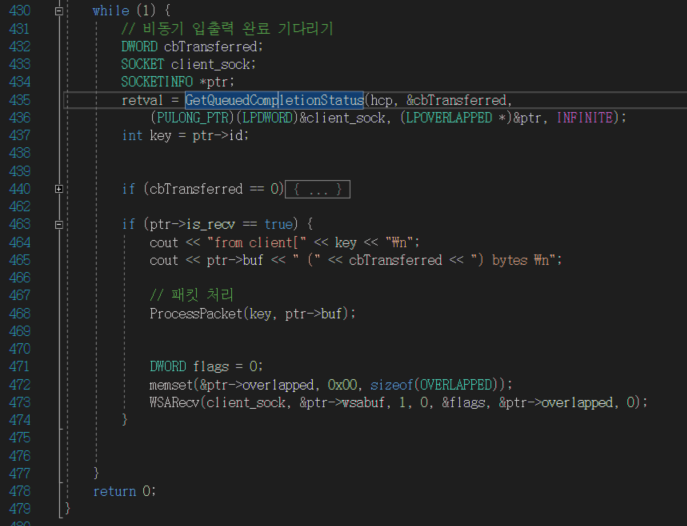 430 while (1) {
431 // 비동기 입출력 완료 기다리기
432 DWORD cbTransferred;
433 SOCKET client_sock;
434 SOCKETINFO *ptr;
435 retval = GetQueuedCompletionStatus(hcp, &cbTransferred,
436 (PULONG_PTR)(LPDWORD)&client_sock, (LPOVERLAPPED *)&ptr, INFINITE);
437 int key = ptr->id;
438
439
440 if (cbTransferred == 0){ ... }
462
463 if (ptr->is_recv == true) {
464 cout << "from client[" << key << "₩n";
465 cout << ptr->buf << " (" << cbTransferred << ") bytes ₩n";
466
467 // 패킷 처리
468 ProcessPacket(key, ptr->buf);
469
470
471 DWORD flags = 0;
472 memset(&ptr->overlapped, 0x00, sizeof(OVERLAPPED));
473 WSARecv(client_sock, &ptr->wsabuf, 1, 0, &flags, &ptr->overlapped, 0);
474 }
475
476
477 }
478 return 0;
479 }